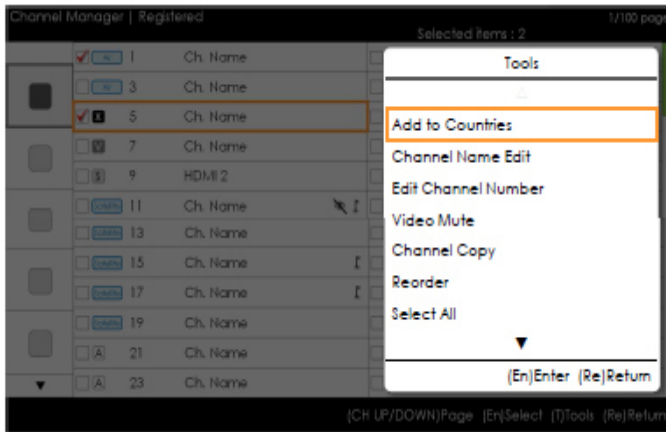 Channel Manager | Registered
1/100 page
Selected items : 2
1 Ch. Name
3 Ch. Name
X 5 Ch. Name
V 7 Ch. Name
S 9 HDMI 2
11 Ch. Name
13 Ch. Name
15 Ch. Name
17 Ch. Name
19 Ch. Name
A 21 Ch. Name
A 23 Ch. Name
Tools
Add to Countries
Channel Name Edit
Edit Channel Number
Video Mute
Channel Copy
Reorder
Select All
(En)Enter (Re)Return
(CH UP/DOWN)Page (En)Select (T)Tools (Re)Return